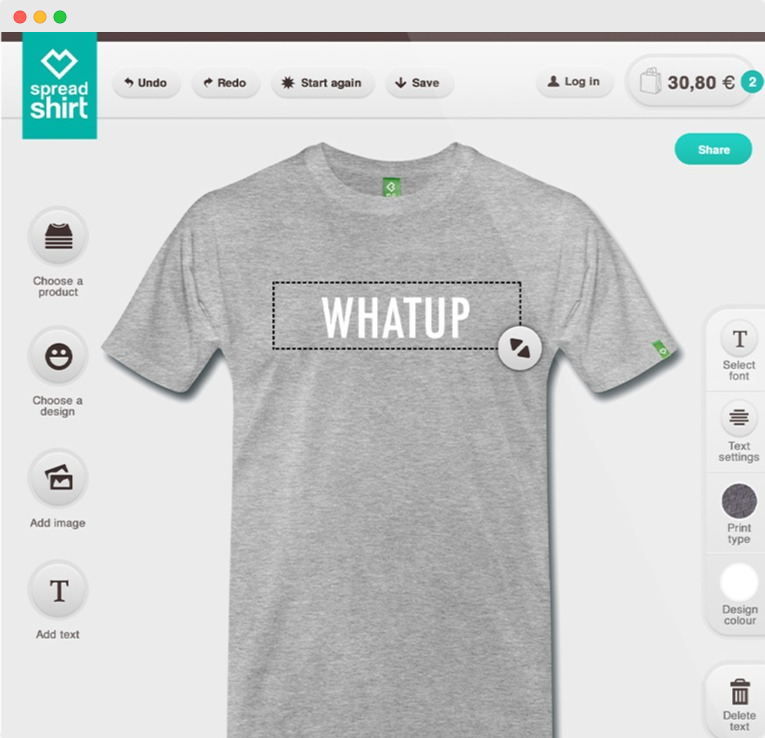 spread
shirt
Undo
Redo
Start again
Save
Log in
30,80 €
2
Share
Choose a
product
Choose a
design
Add image
T
Add text
WHATUP
T
Select
font
Text
settings
Print
type
Design
colour
Delete
text